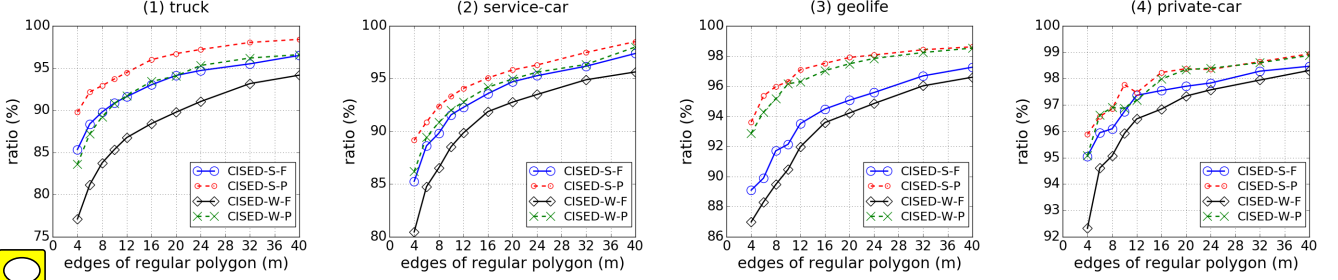 (1) truck
100
95
90
85
80
75
ratio (%)
CISED-S-F
CISED-S-P
CISED-W-F
CISED-W-P
0 4 8 12 16 20 24 28 32 36 40
edges of regular polygon (m)
(2) service-car
100
95
90
85
80
ratio (%)
CISED-S-F
CISED-S-P
CISED-W-F
CISED-W-P
0 4 8 12 16 20 24 28 32 36 40
edges of regular polygon (m)
(3) geolife
100
98
96
94
92
90
88
86
ratio (%)
CISED-S-F
CISED-S-P
CISED-W-F
CISED-W-P
0 4 8 12 16 20 24 28 32 36 40
edges of regular polygon (m)
(4) private-car
100
99
98
97
96
95
94
93
92
ratio (%)
CISED-S-F
CISED-S-P
CISED-W-F
CISED-W-P
0 4 8 12 16 20 24 28 32 36 40
edges of regular polygon (m)